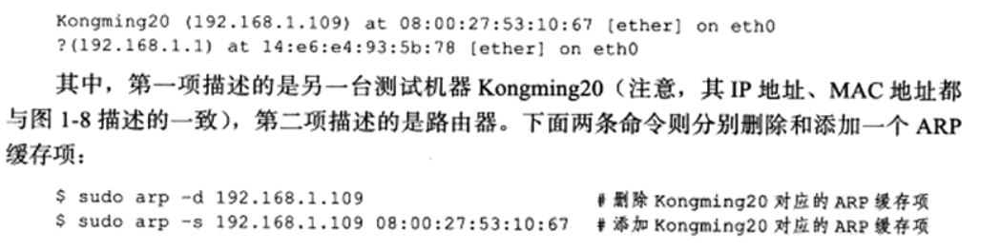 Kongming20 (192.168.1.109) at 08:00:27:53:10:67 [ether] on eth0
?(192.168.1.1) at 14:e6:e4:93:5b:78 [ether] on eth0
其中，第一项描述的是另一台测试机器 Kongming20（注意，其 IP 地址、MAC 地址都
与图 1-8 描述的一致），第二项描述的是路由器。下面两条命令则分别删除和添加一个 ARP
缓存项：
$ sudo arp -d 192.168.1.109 # 删除 Kongming20 对应的 ARP 缓存项
$ sudo arp -s 192.168.1.109 08:00:27:53:10:67 # 添加 Kongming20 对应的 ARP 缓存项